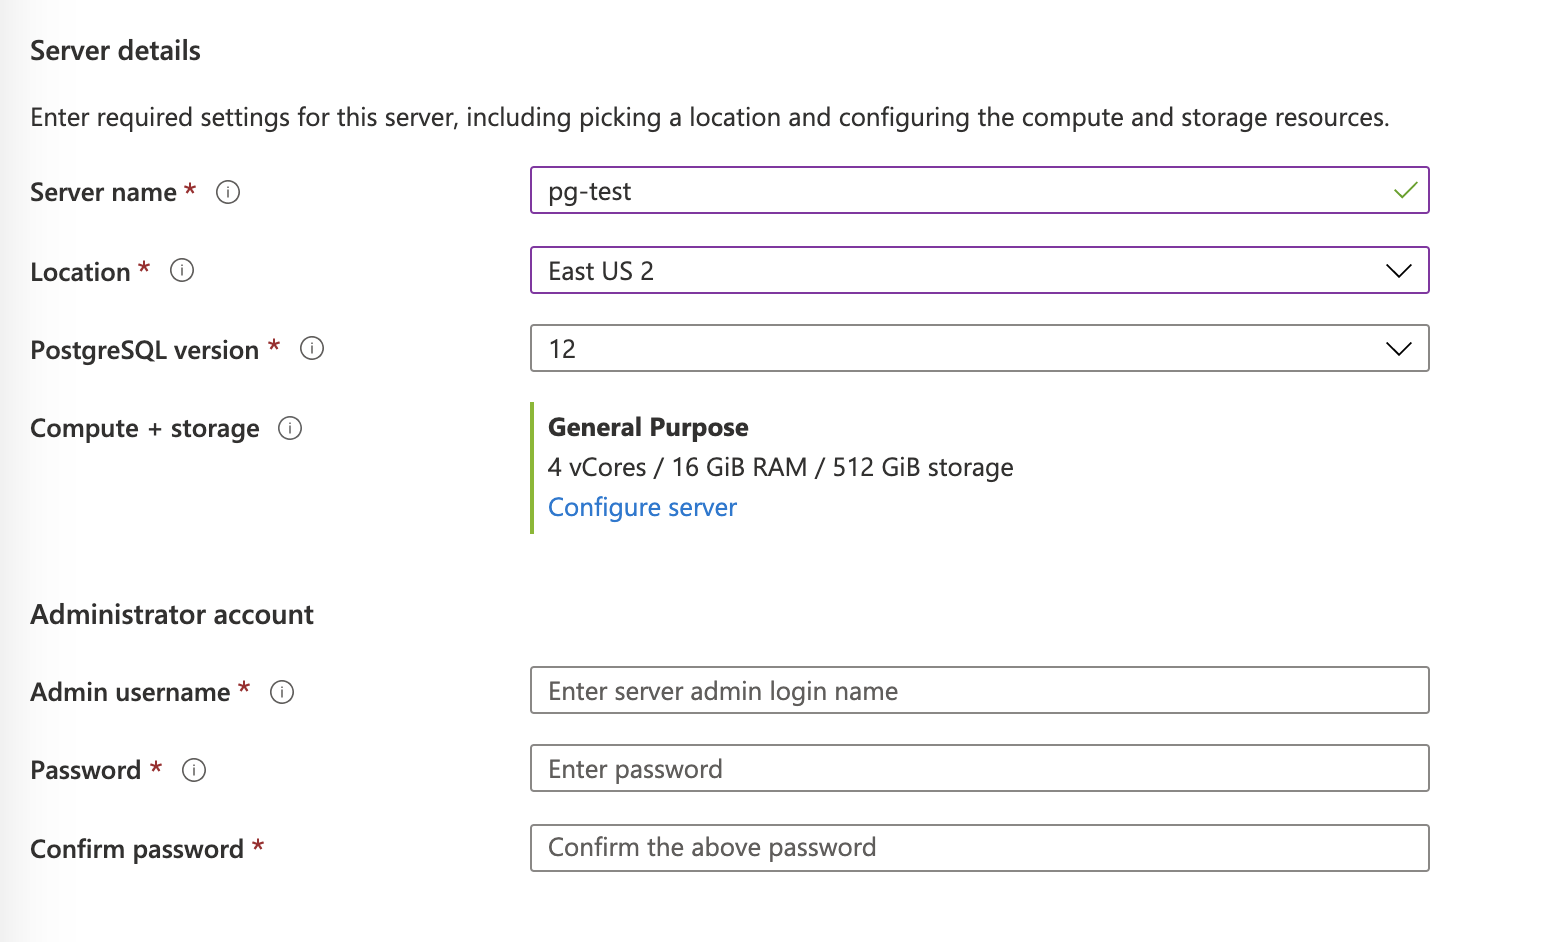 Server details
Enter required settings for this server, including picking a location and configuring the compute and storage resources.
Server name * pg-test
Location * East US 2
PostgreSQL version * 12
Compute + storage General Purpose
4 vCores / 16 GiB RAM / 512 GiB storage
Configure server
Administrator account
Admin username * Enter server admin login name
Password * Enter password
Confirm password * Confirm the above password